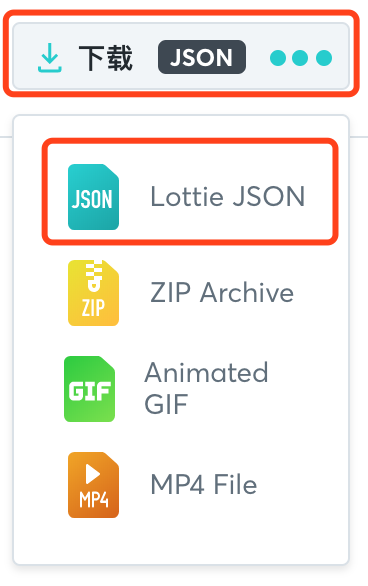 下载 JSON
JSON Lottie JSON
ZIP ZIP Archive
GIF Animated
GIF
MP4 MP4 File